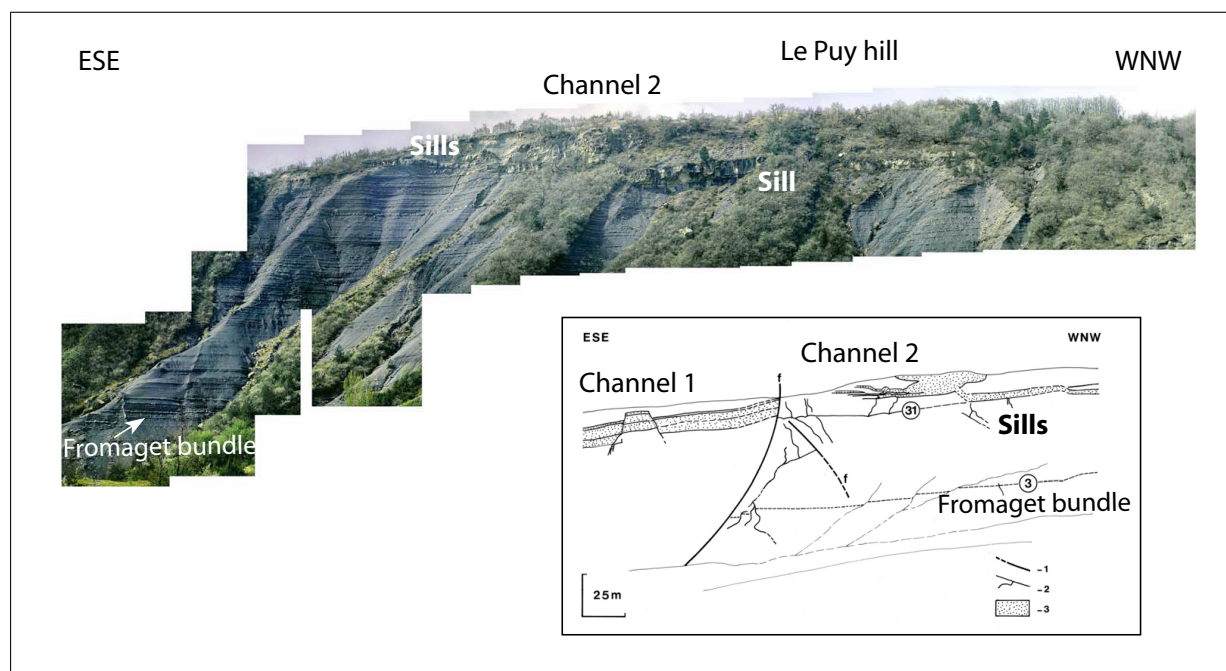 Le Puy hill
ESE
WNW
Channel 2
Sills
Sill
Fromaget bundle
ESE
WNW
Channel 2
Channel 1
f
31
Sills
f
3
Fromaget bundle
-1
-2
25m
-3